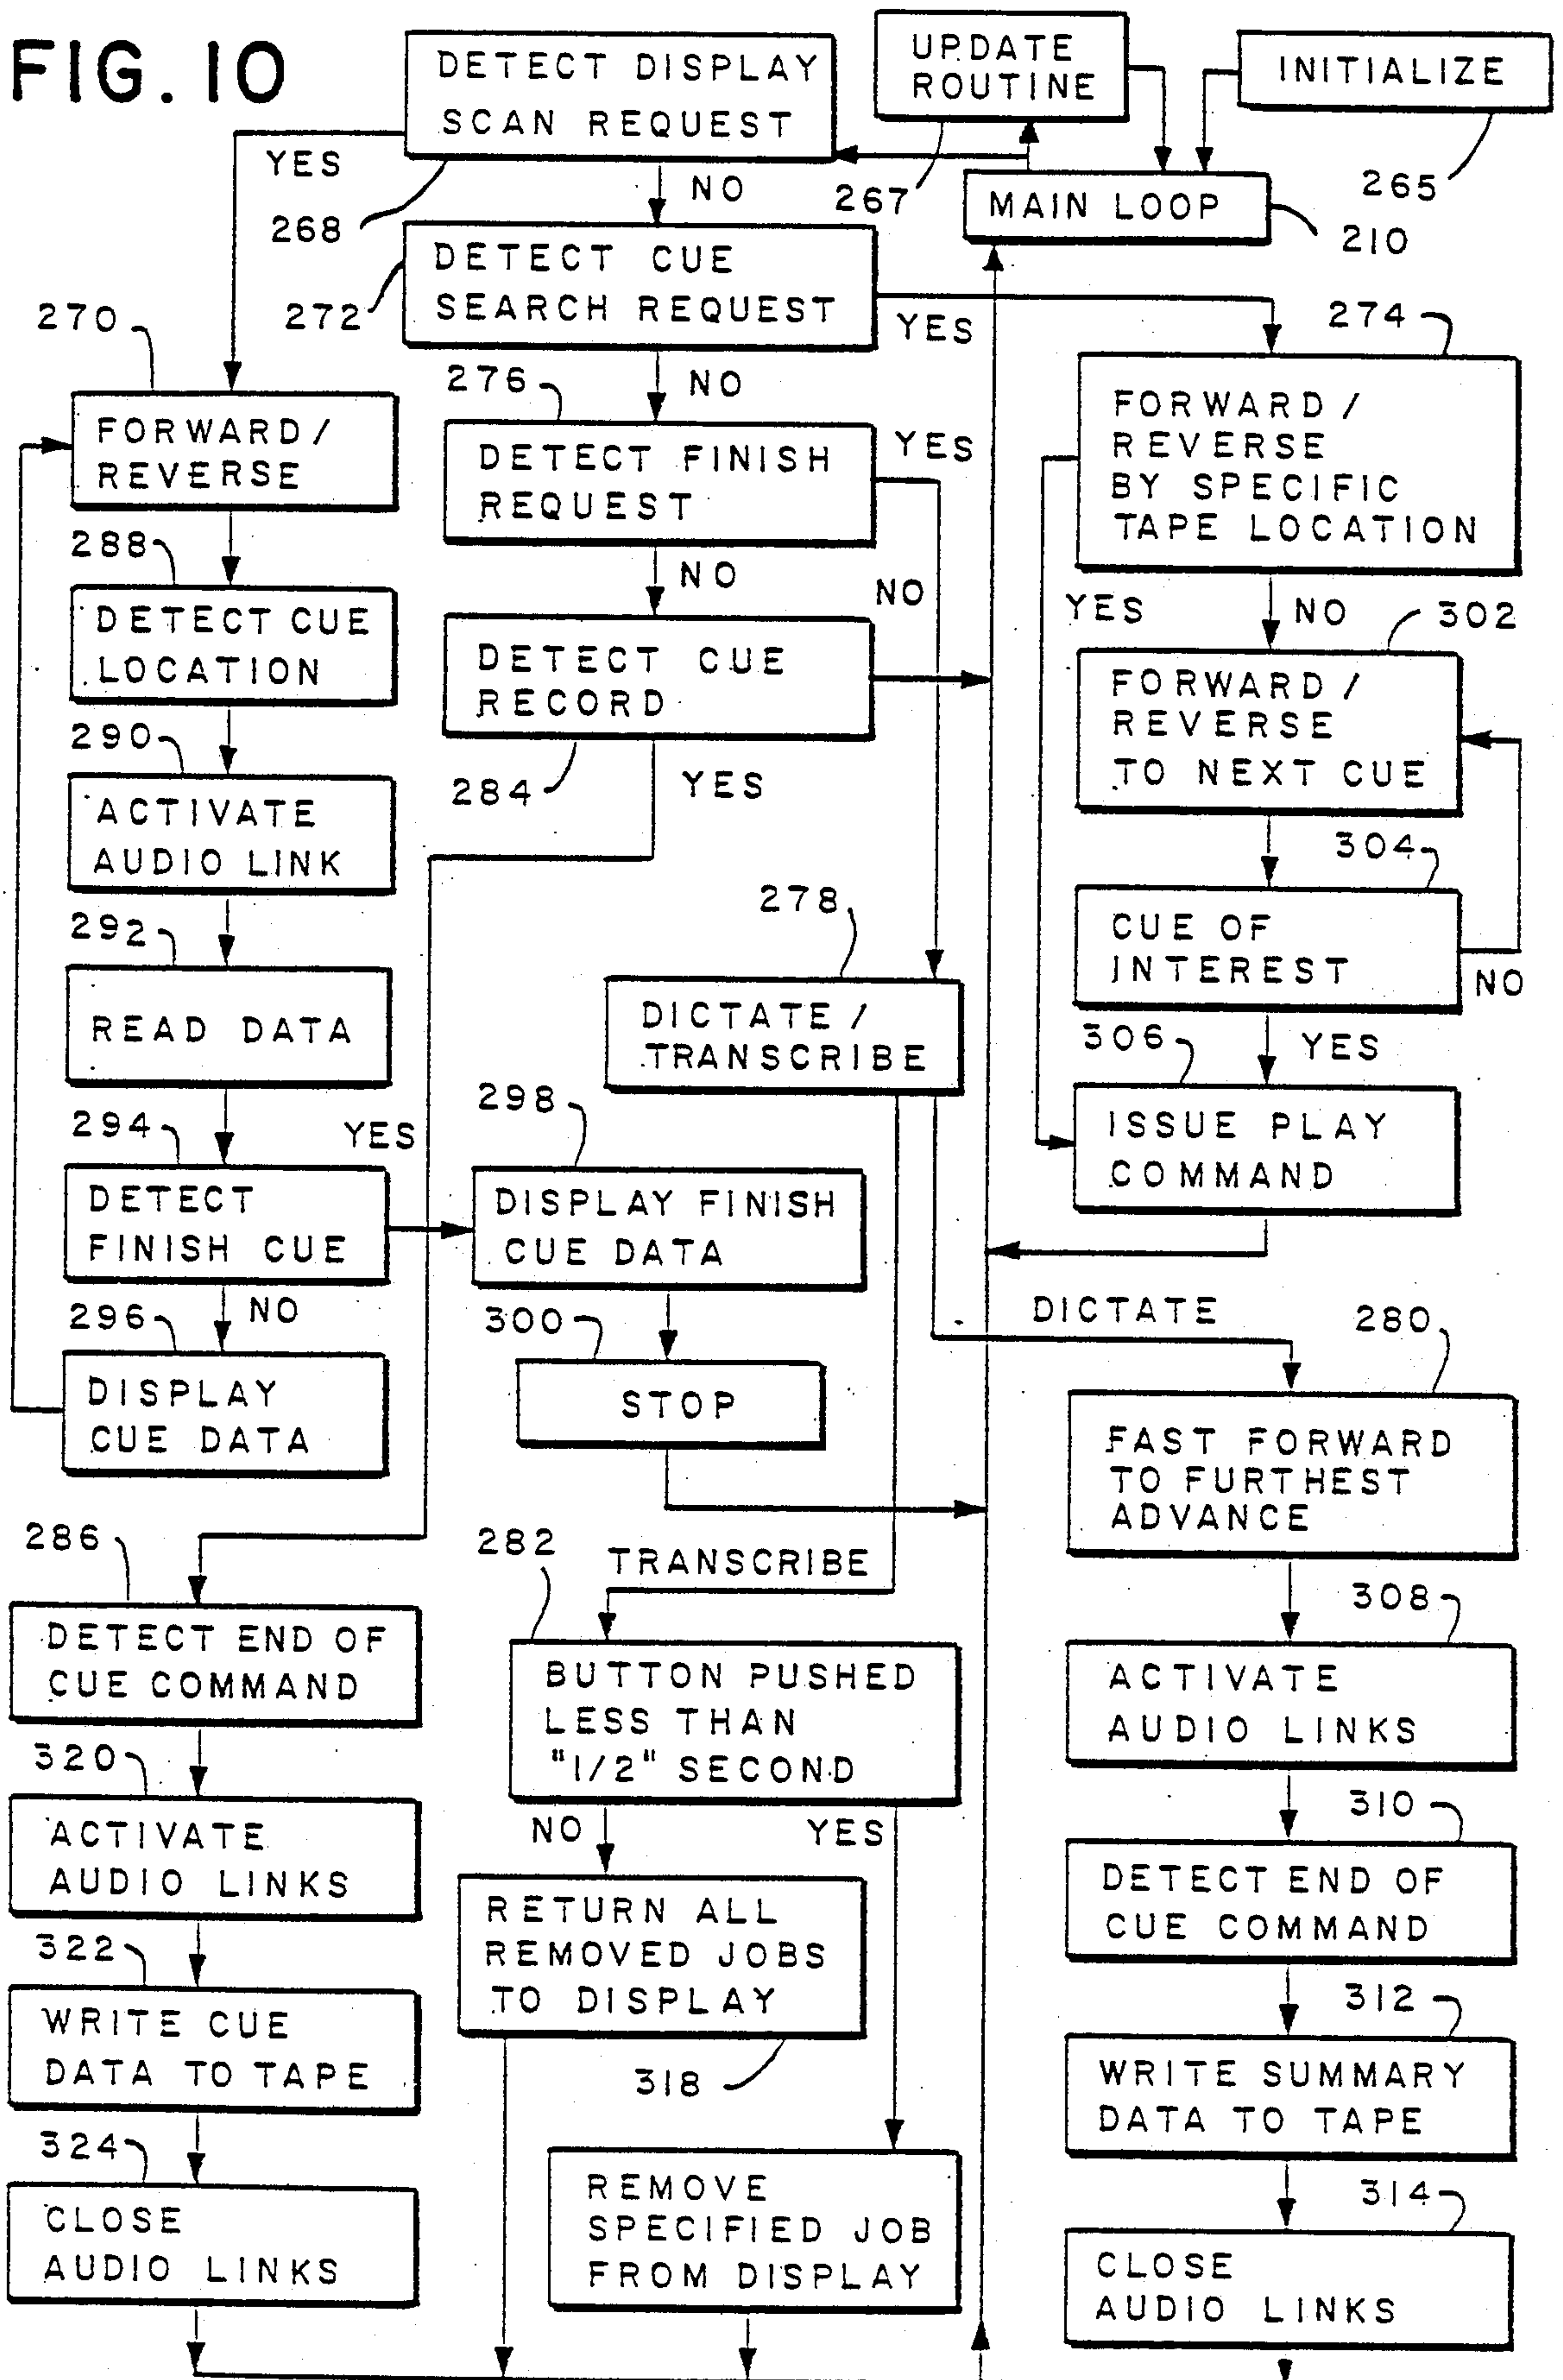 FIG. 10
DETECT DISPLAY
SCAN REQUEST
UPDATE
ROUTINE
INITIALIZE
YES
NO
268
267
MAIN LOOP
265
210
DETECT CUE
SEARCH REQUEST
272
YES
NO
270
FORWARD/
REVERSE
276
DETECT FINISH
REQUEST
YES
NO
NO
274
FORWARD /
REVERSE
BY SPECIFIC
TAPE LOCATION
YES
NO
302
288
DETECT CUE
LOCATION
DETECT CUE
RECORD
284
YES
FORWARD /
REVERSE
TO NEXT CUE
290
ACTIVATE
AUDIO LINK
304
CUE OF
INTEREST
NO
YES
292
READ DATA
278
DICTATE /
TRANSCRIBE
306
ISSUE PLAY
COMMAND
294
YES
DETECT
FINISH CUE
NO
298
DISPLAY FINISH
CUE DATA
296
DISPLAY
CUE DATA
300
STOP
DICTATE
280
FAST FORWARD
TO FURTHEST
ADVANCE
286
DETECT END OF
CUE COMMAND
282
TRANSCRIBE
BUTTON PUSHED
LESS THAN
"1/2" SECOND
NO
YES
308
ACTIVATE
AUDIO LINKS
320
ACTIVATE
AUDIO LINKS
310
DETECT END OF
CUE COMMAND
RETURN ALL
REMOVED JOBS
TO DISPLAY
318
322
WRITE CUE
DATA TO TAPE
312
WRITE SUMMARY
DATA TO TAPE
324
CLOSE
AUDIO LINKS
REMOVE
SPECIFIED JOB
FROM DISPLAY
314
CLOSE
AUDIO LINKS